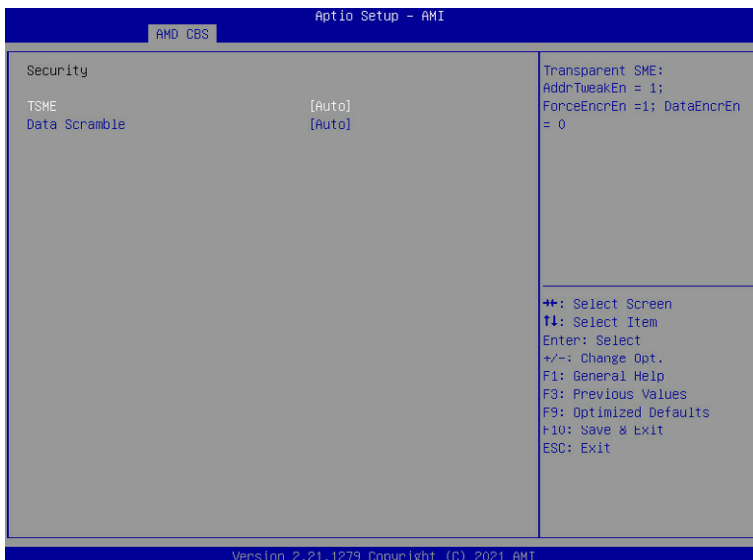 Aptio Setup – AMI
AMD CBS
Security
TSME [Auto]
Data Scramble [Auto]
Transparent SME:
AddrTweakEn = 1;
ForceEncrEn =1; DataEncrEn
= 0
→←: Select Screen
↑↓: Select Item
Enter: Select
+/-: Change Opt.
F1: General Help
F3: Previous Values
F9: Optimized Defaults
F10: Save & Exit
ESC: Exit
Version 2.21.1279 Copyright (C) 2021 AMI